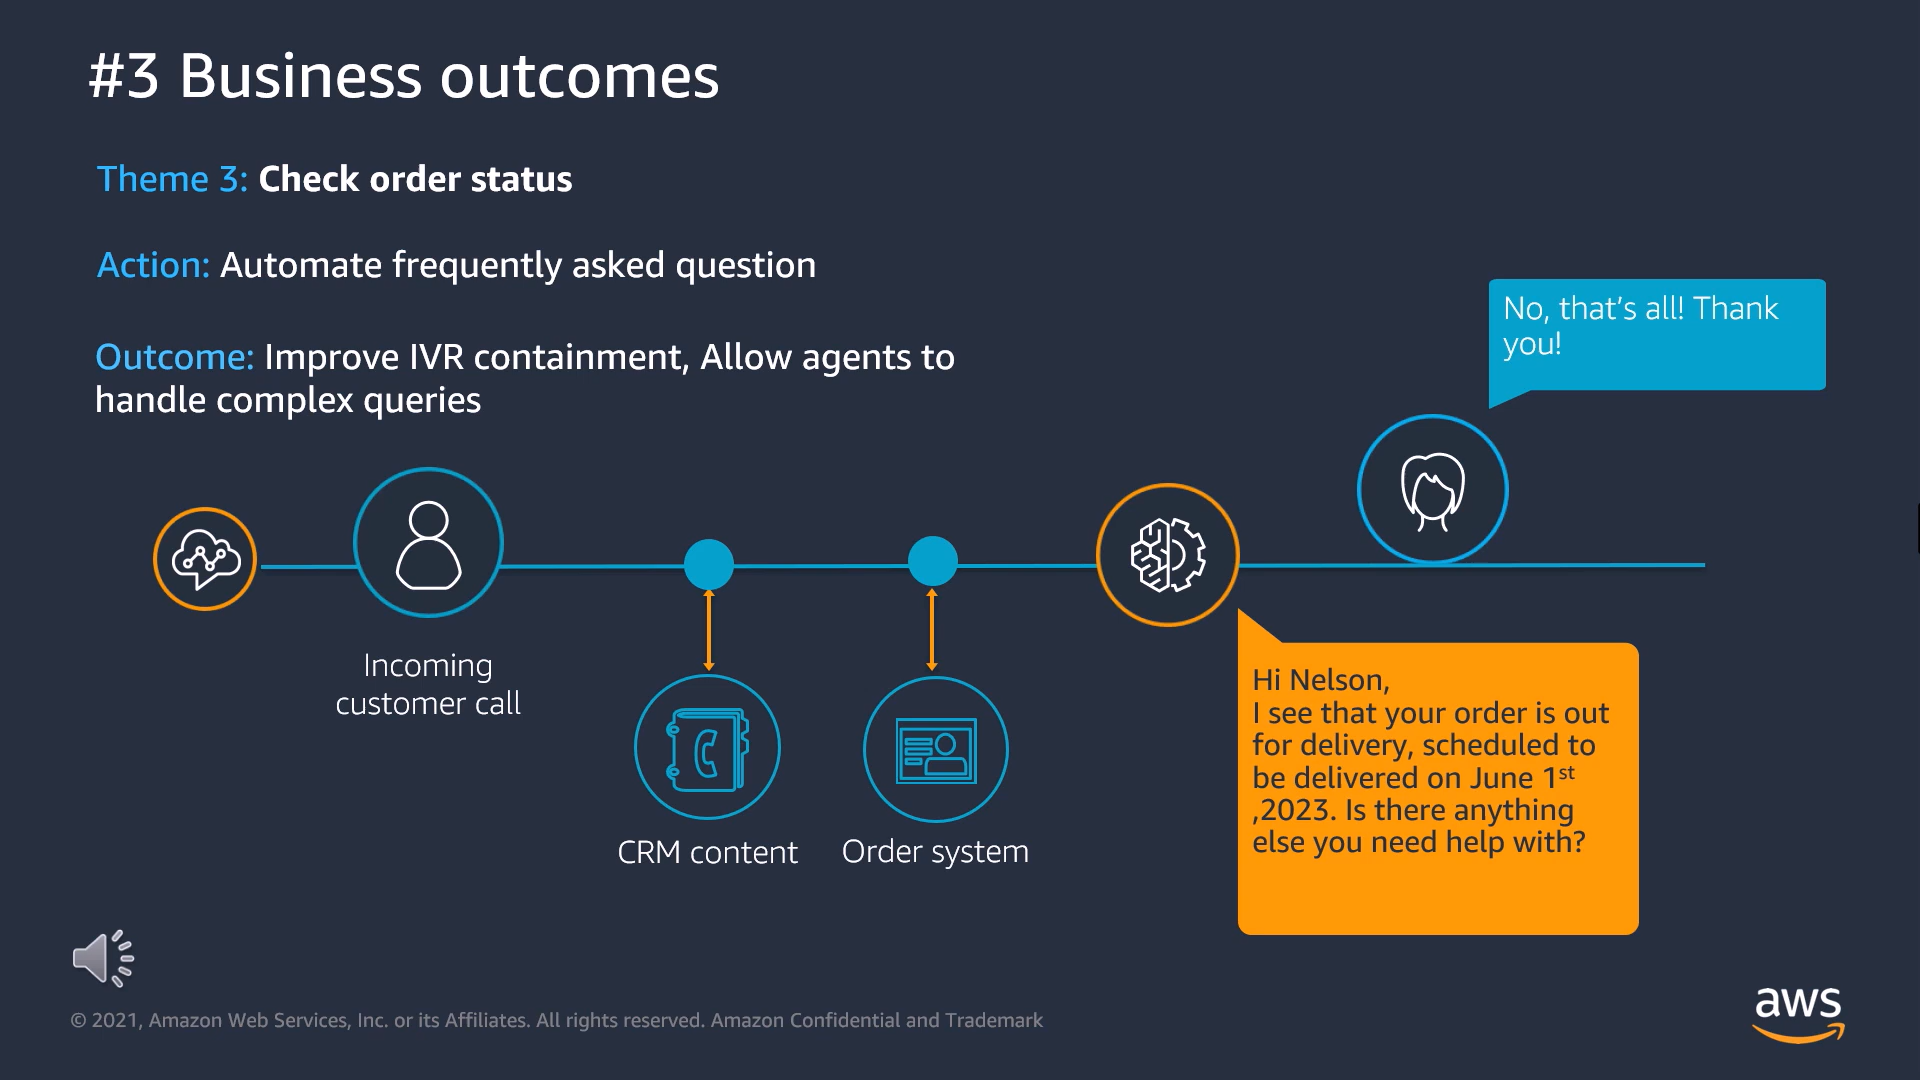 #3 Business outcomes
Theme 3: Check order status
Action: Automate frequently asked question
Outcome: Improve IVR containment, Allow agents to
handle complex queries
No, that's all! Thank
you!
Incoming
customer call
CRM content
Order system
Hi Nelson,
I see that your order is out
for delivery, scheduled to
be delivered on June 1st
,2023. Is there anything
else you need help with?
© 2021, Amazon Web Services, Inc. or its Affiliates. All rights reserved. Amazon Confidential and Trademark
aws